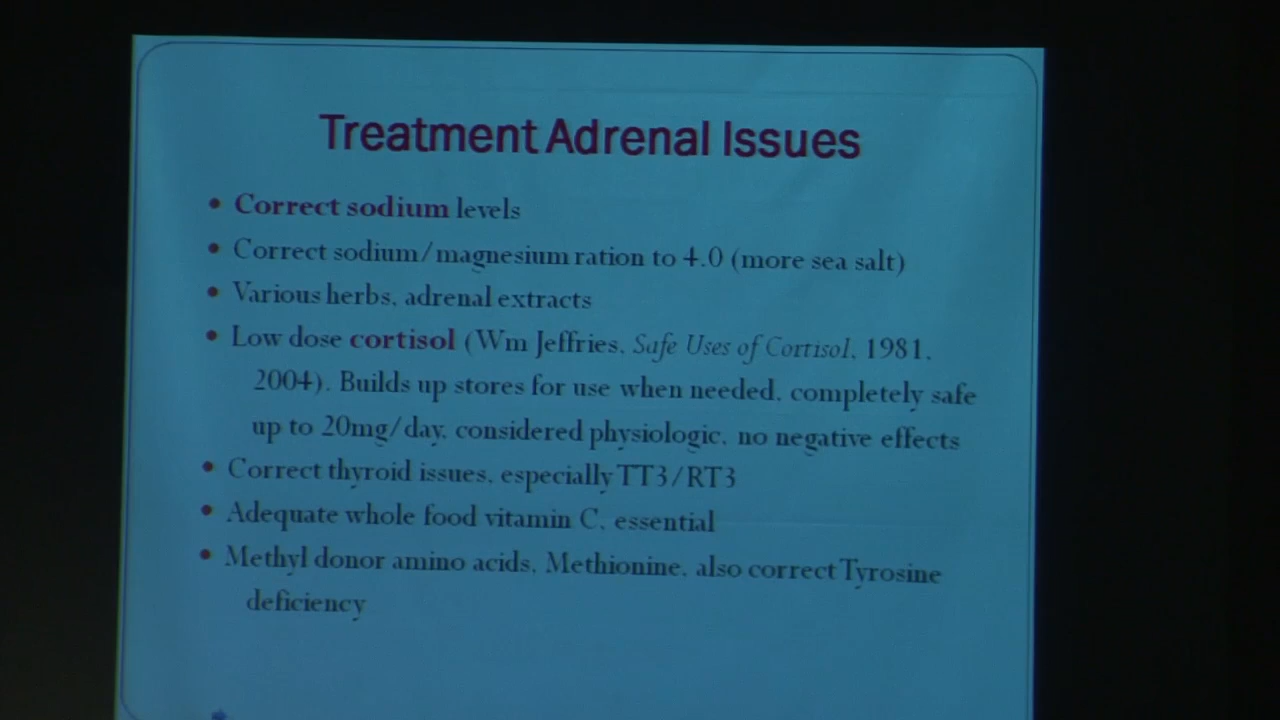 Treatment Adrenal Issues
• Correct sodium levels
• Correct sodium/magnesium ration to 4.0 (more sea salt)
• Various herbs, adrenal extracts
• Low dose cortisol (Wm Jeffries, Safe Uses of Cortisol, 1981,
2004). Builds up stores for use when needed, completely safe
up to 20mg/day, considered physiologic, no negative effects
• Correct thyroid issues, especially TT3/RT3
• Adequate whole food vitamin C, essential
• Methyl donor amino acids, Methionine, also correct Tyrosine
deficiency